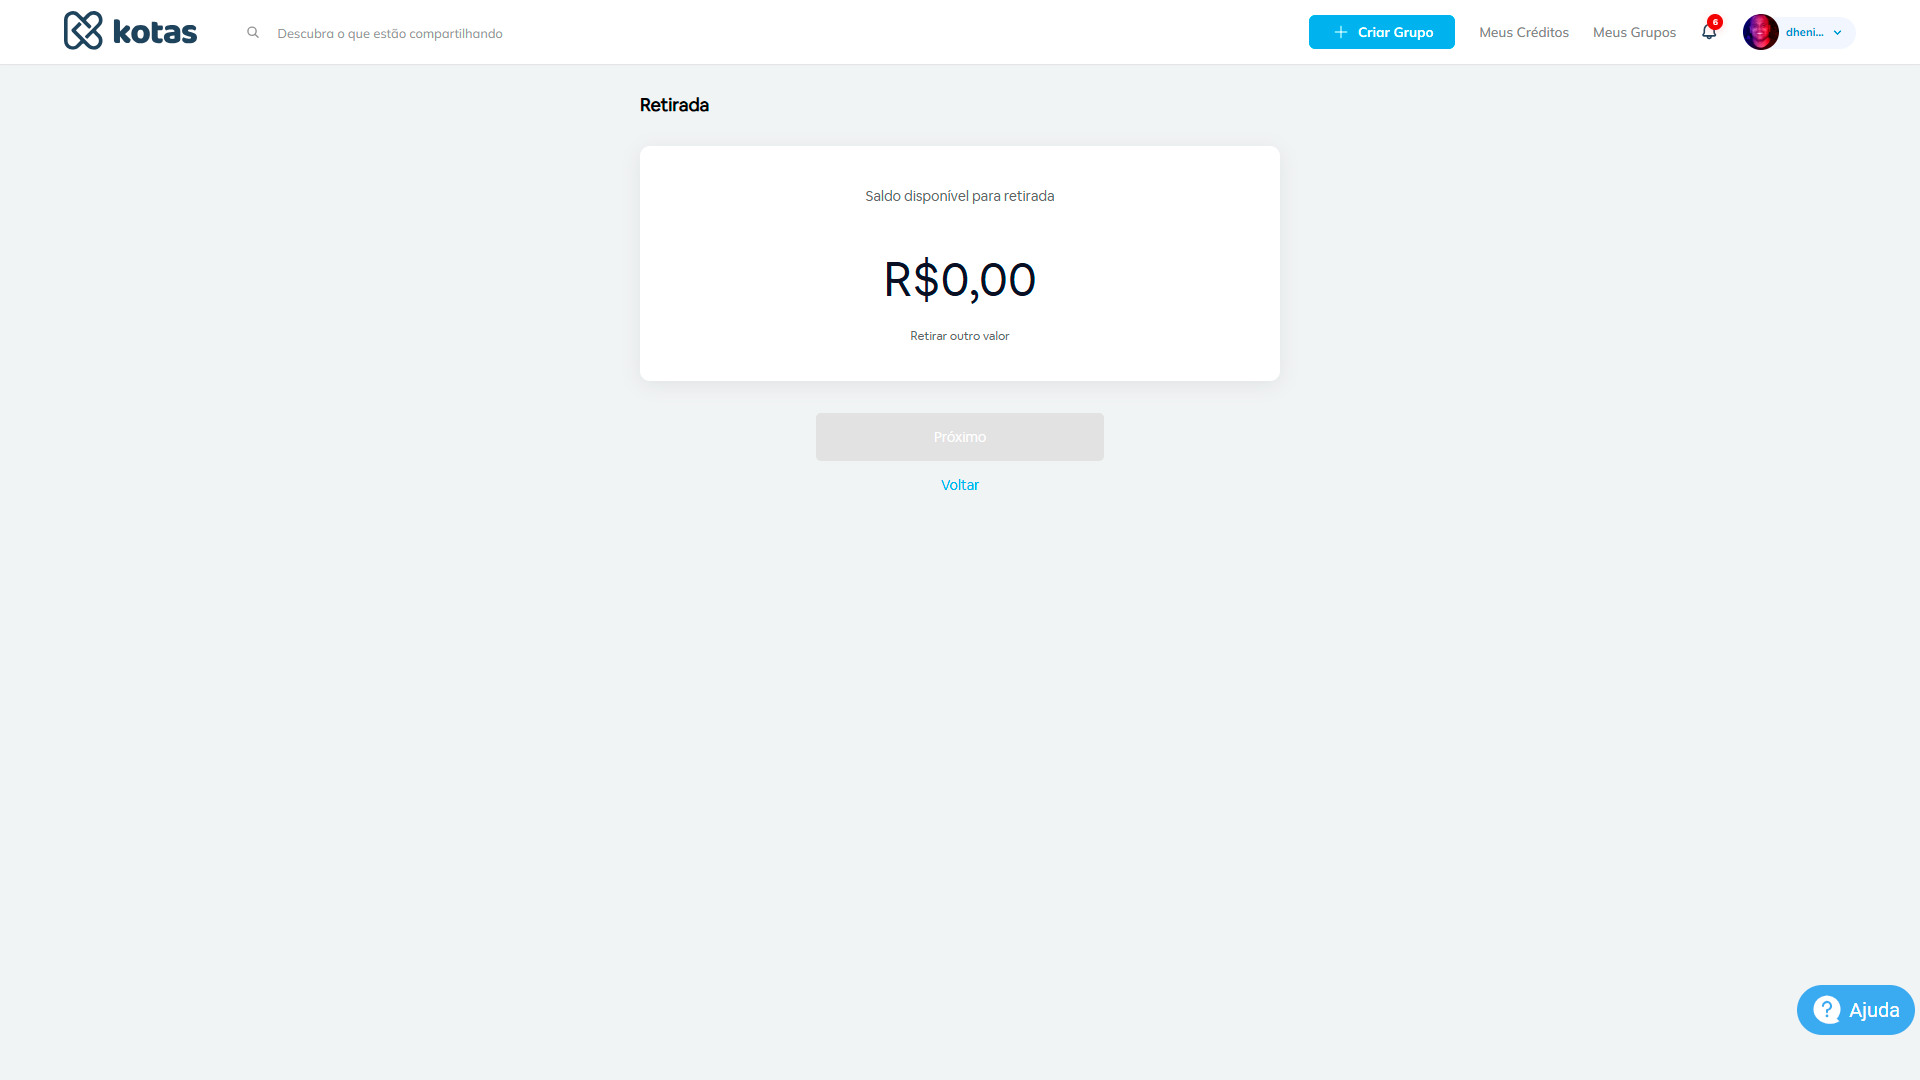 kotas
Descubra o que estão compartilhando
Criar Grupo
Meus Créditos
Meus Grupos
6
dheni...
Retirada
Saldo disponível para retirada
R$0,00
Retirar outro valor
Próximo
Voltar
? Ajuda